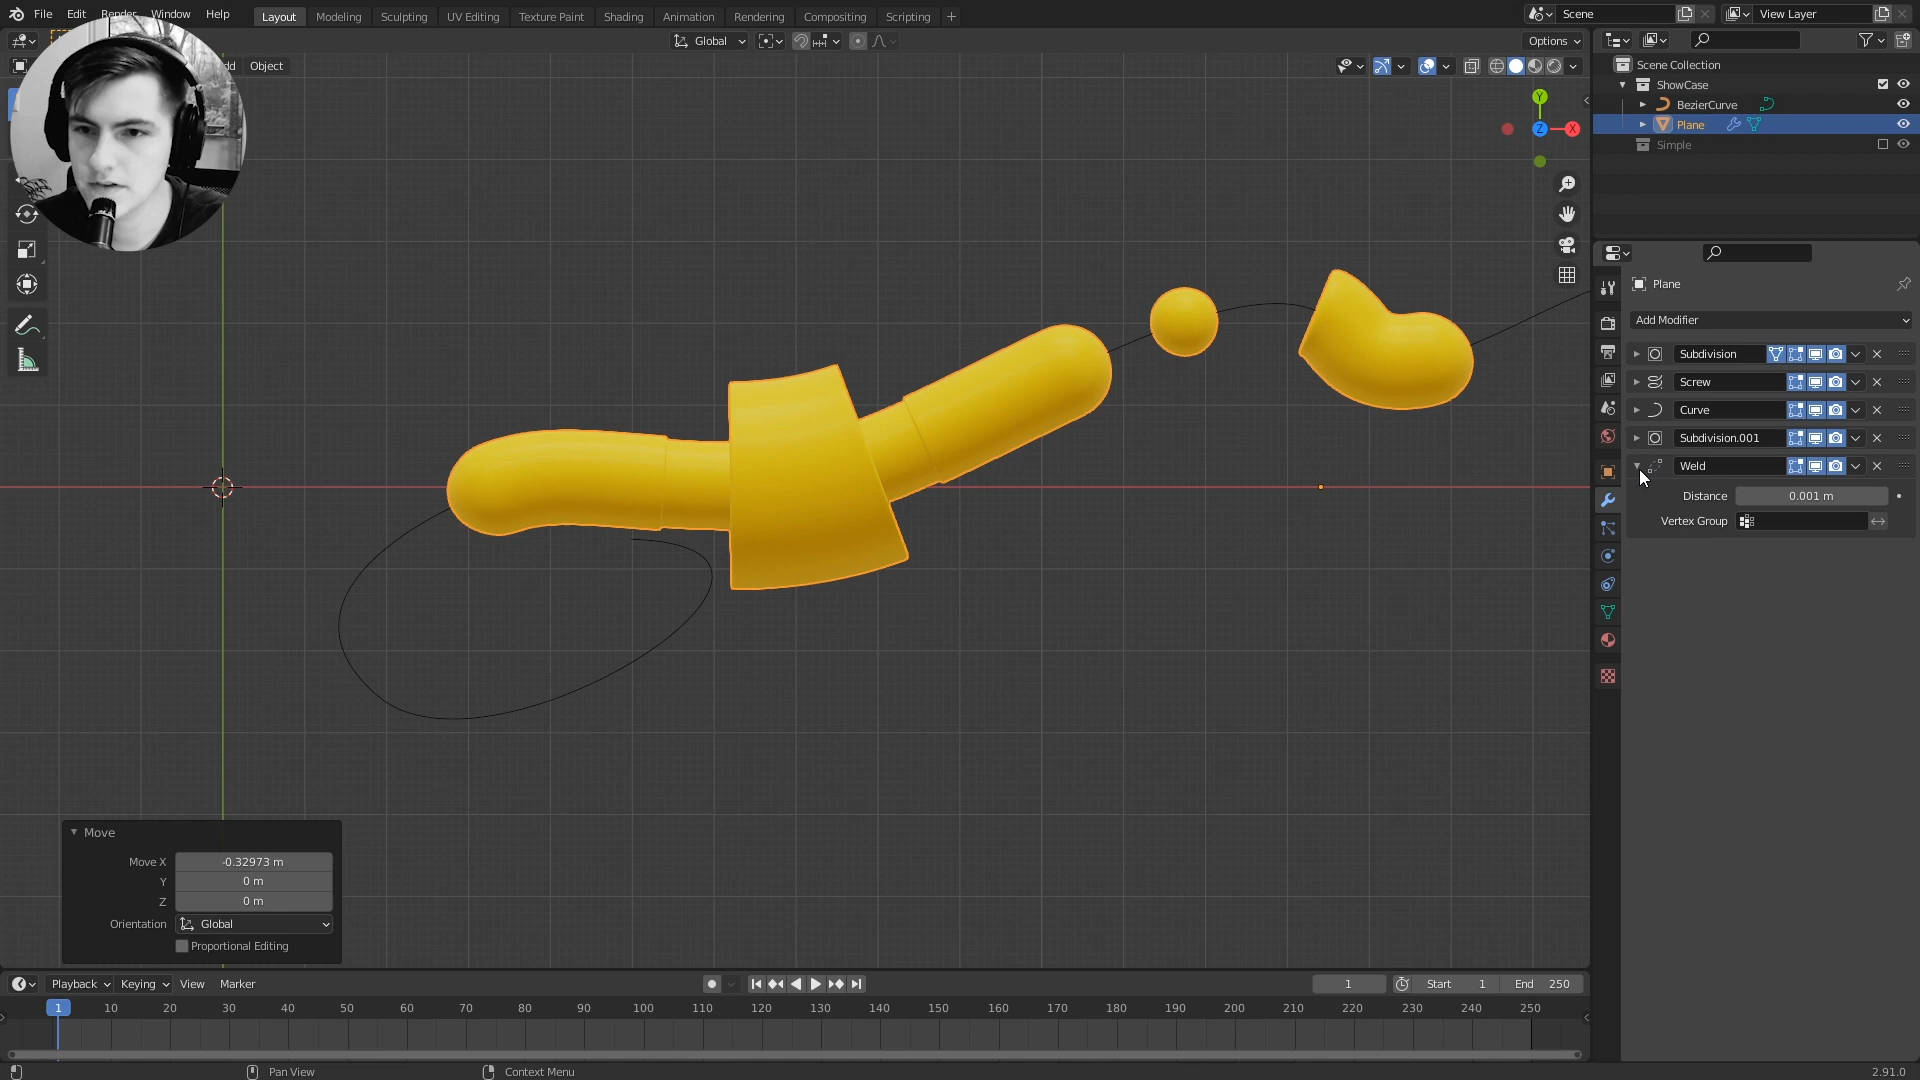 File Edit Render Window Help Layout Modeling Sculpting UV Editing Texture Paint Shading Animation Rendering Compositing Scripting + Scene View Layer
Global Options
dd Object
Scene Collection
ShowCase
BezierCurve
Plane
Simple
Y
Z X
Plane
Add Modifier
Subdivision
Screw
Curve
Subdivision.001
Weld
Distance 0.001 m
Vertex Group
Move
Move X -0.32973 m
Y 0 m
Z 0 m
Orientation Global
Proportional Editing
Playback Keying View Marker 1 Start 1 End 250
1 10 20 30 40 50 60 70 80 90 100 110 120 130 140 150 160 170 180 190 200 210 220 230 240 250
Pan View Context Menu 2.91.0